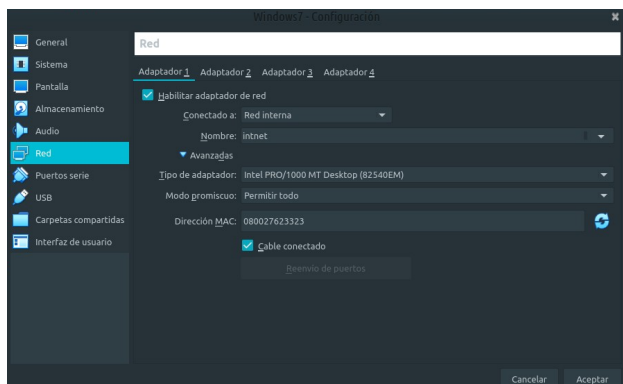 Windows7 - Configuración
General
Sistema
Pantalla
Almacenamiento
Audio
Red
Puertos serie
USB
Carpetas compartidas
Interfaz de usuario
Red
Adaptador 1 Adaptador 2 Adaptador 3 Adaptador 4
Habilitar adaptador de red
Conectado a: Red interna
Nombre: intnet
Avanzadas
Tipo de adaptador: Intel PRO/1000 MT Desktop (82540EM)
Modo promiscuo: Permitir todo
Dirección MAC: 080027623323
Cable conectado
Reenvío de puertos
Cancelar Aceptar